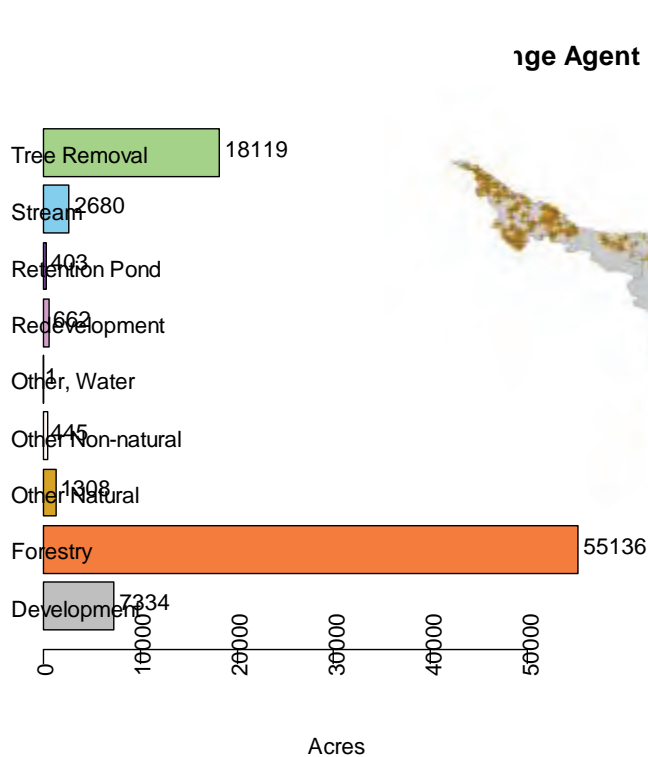 nge Agent
Tree Removal 18119
Stream 2680
Retention Pond 403
Redevelopment 662
Other, Water 1
Other Non-natural 445
Other Natural 1308
Forestry 55136
Development 7334
0 10000 20000 30000 40000 50000
Acres